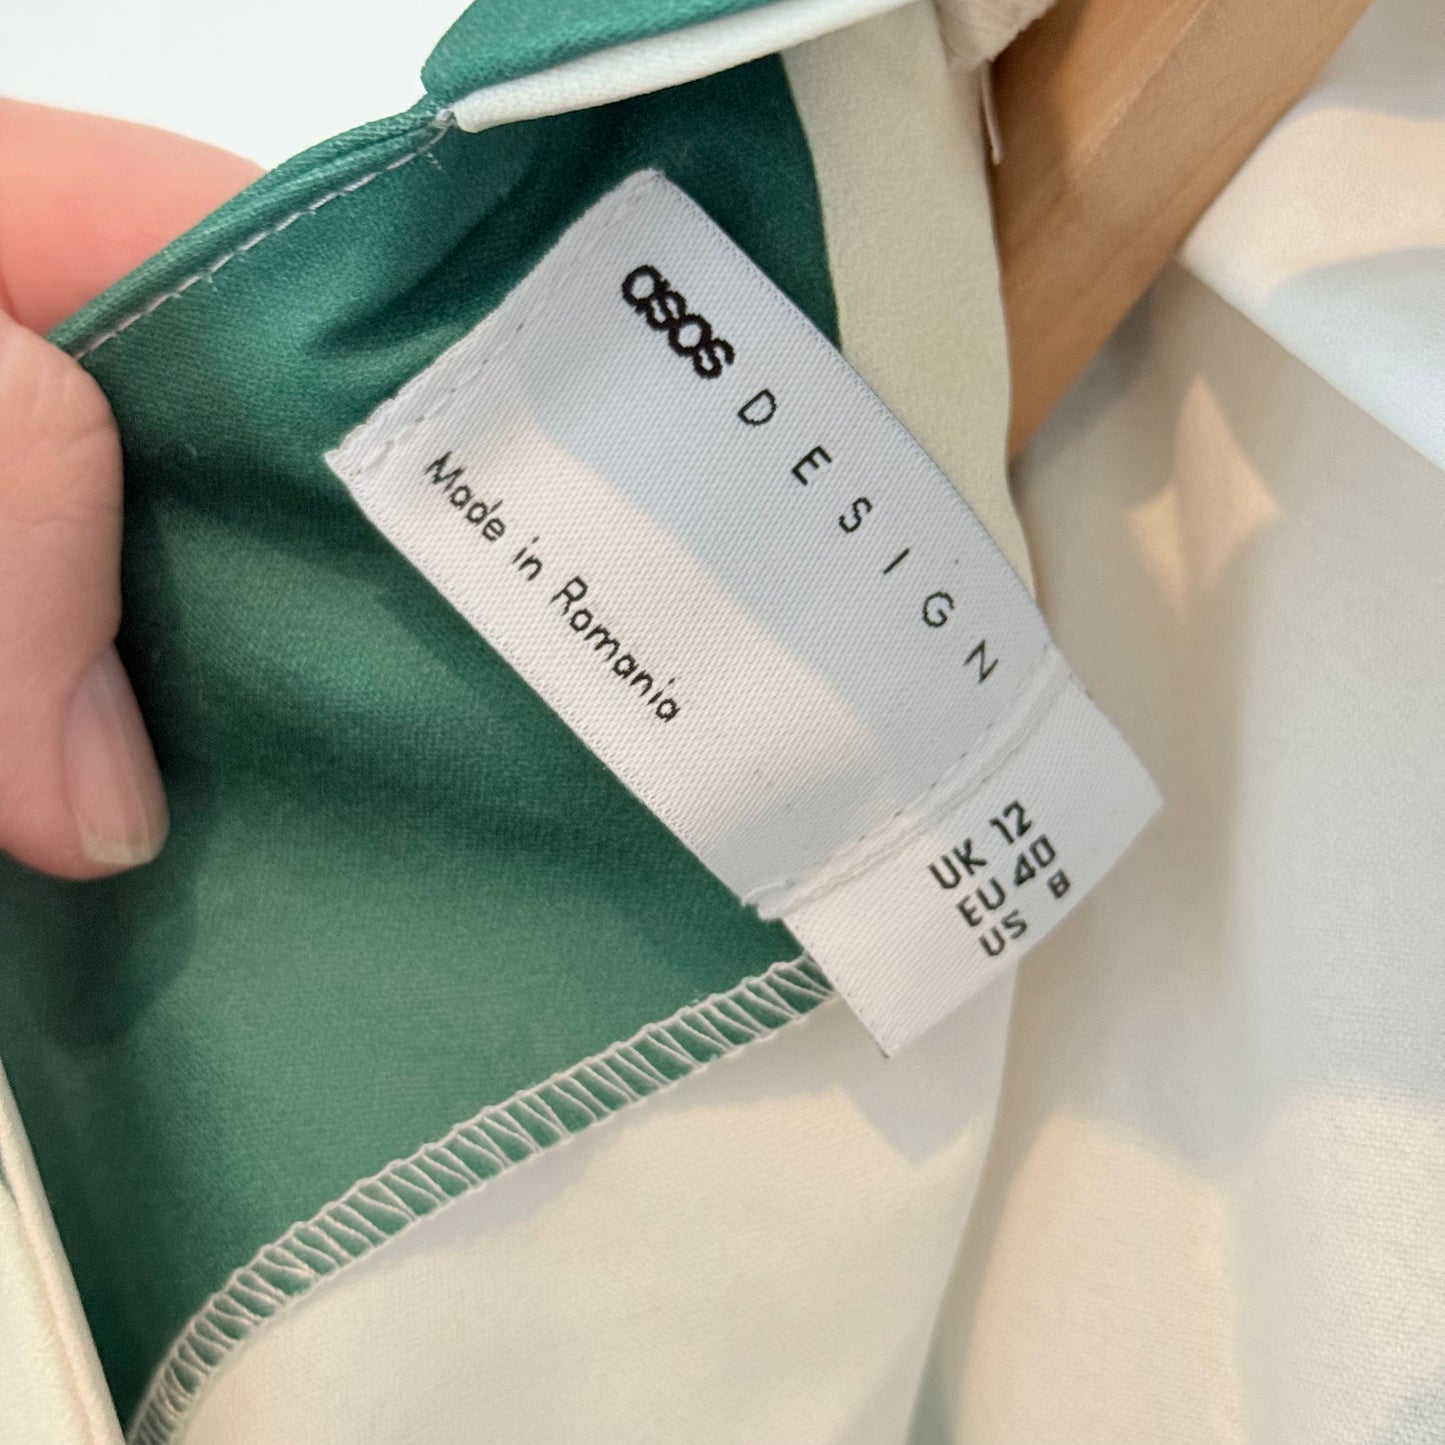 asos DESIGN
Made in Romania
UK 12
EU 40
US 8